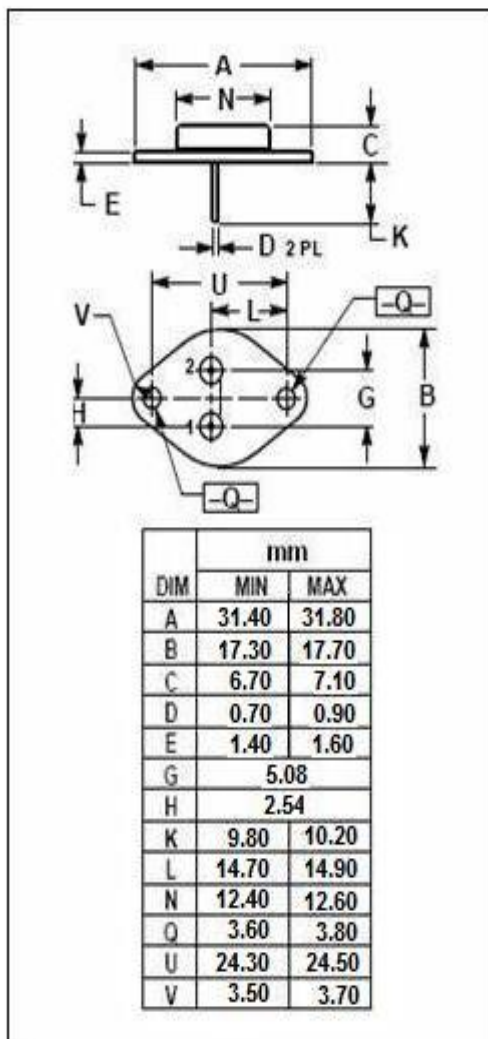 A
N
C
E
K
D 2 PL
U
L
V
-Q-
2
H
G
B
1
-Q-
mm
DIM MIN MAX
A 31.40 31.80
B 17.30 17.70
C 6.70 7.10
D 0.70 0.90
E 1.40 1.60
G 5.08
H 2.54
K 9.80 10.20
L 14.70 14.90
N 12.40 12.60
Q 3.60 3.80
U 24.30 24.50
V 3.50 3.70